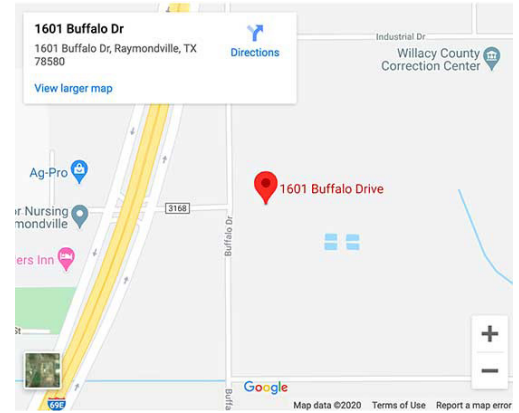 1601 Buffalo Dr
1601 Buffalo Dr, Raymondville, TX
78580
Directions
View larger map
Industrial Dr
Willacy County
Correction Center
Ag-Pro
1601 Buffalo Drive
or Nursing
mondville
3168
Buffalo Dr
ers Inn
St
+
−
69E
Buffa
Google
Map data ©2020 Terms of Use Report a map error